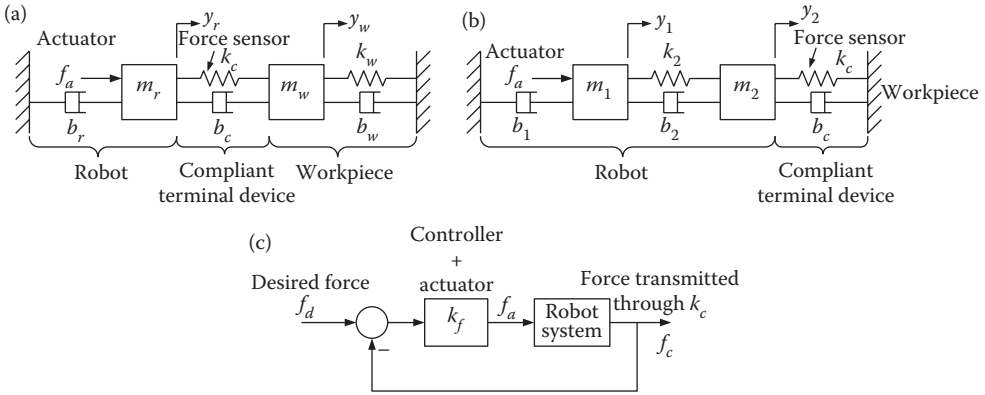 (a)
y_r
y_w
Actuator
Force sensor
f_a
k_c
k_w
m_r
m_w
b_r
b_c
b_w
Robot
Compliant
terminal device
Workpiece
(b)
y_1
y_2
Actuator
Force sensor
f_a
k_2
k_c
m_1
m_2
Workpiece
b_1
b_2
b_c
Robot
Compliant
terminal device
(c)
Controller
+
actuator
Desired force
f_d
k_f
f_a
Robot
system
Force transmitted
through k_c
f_c
−